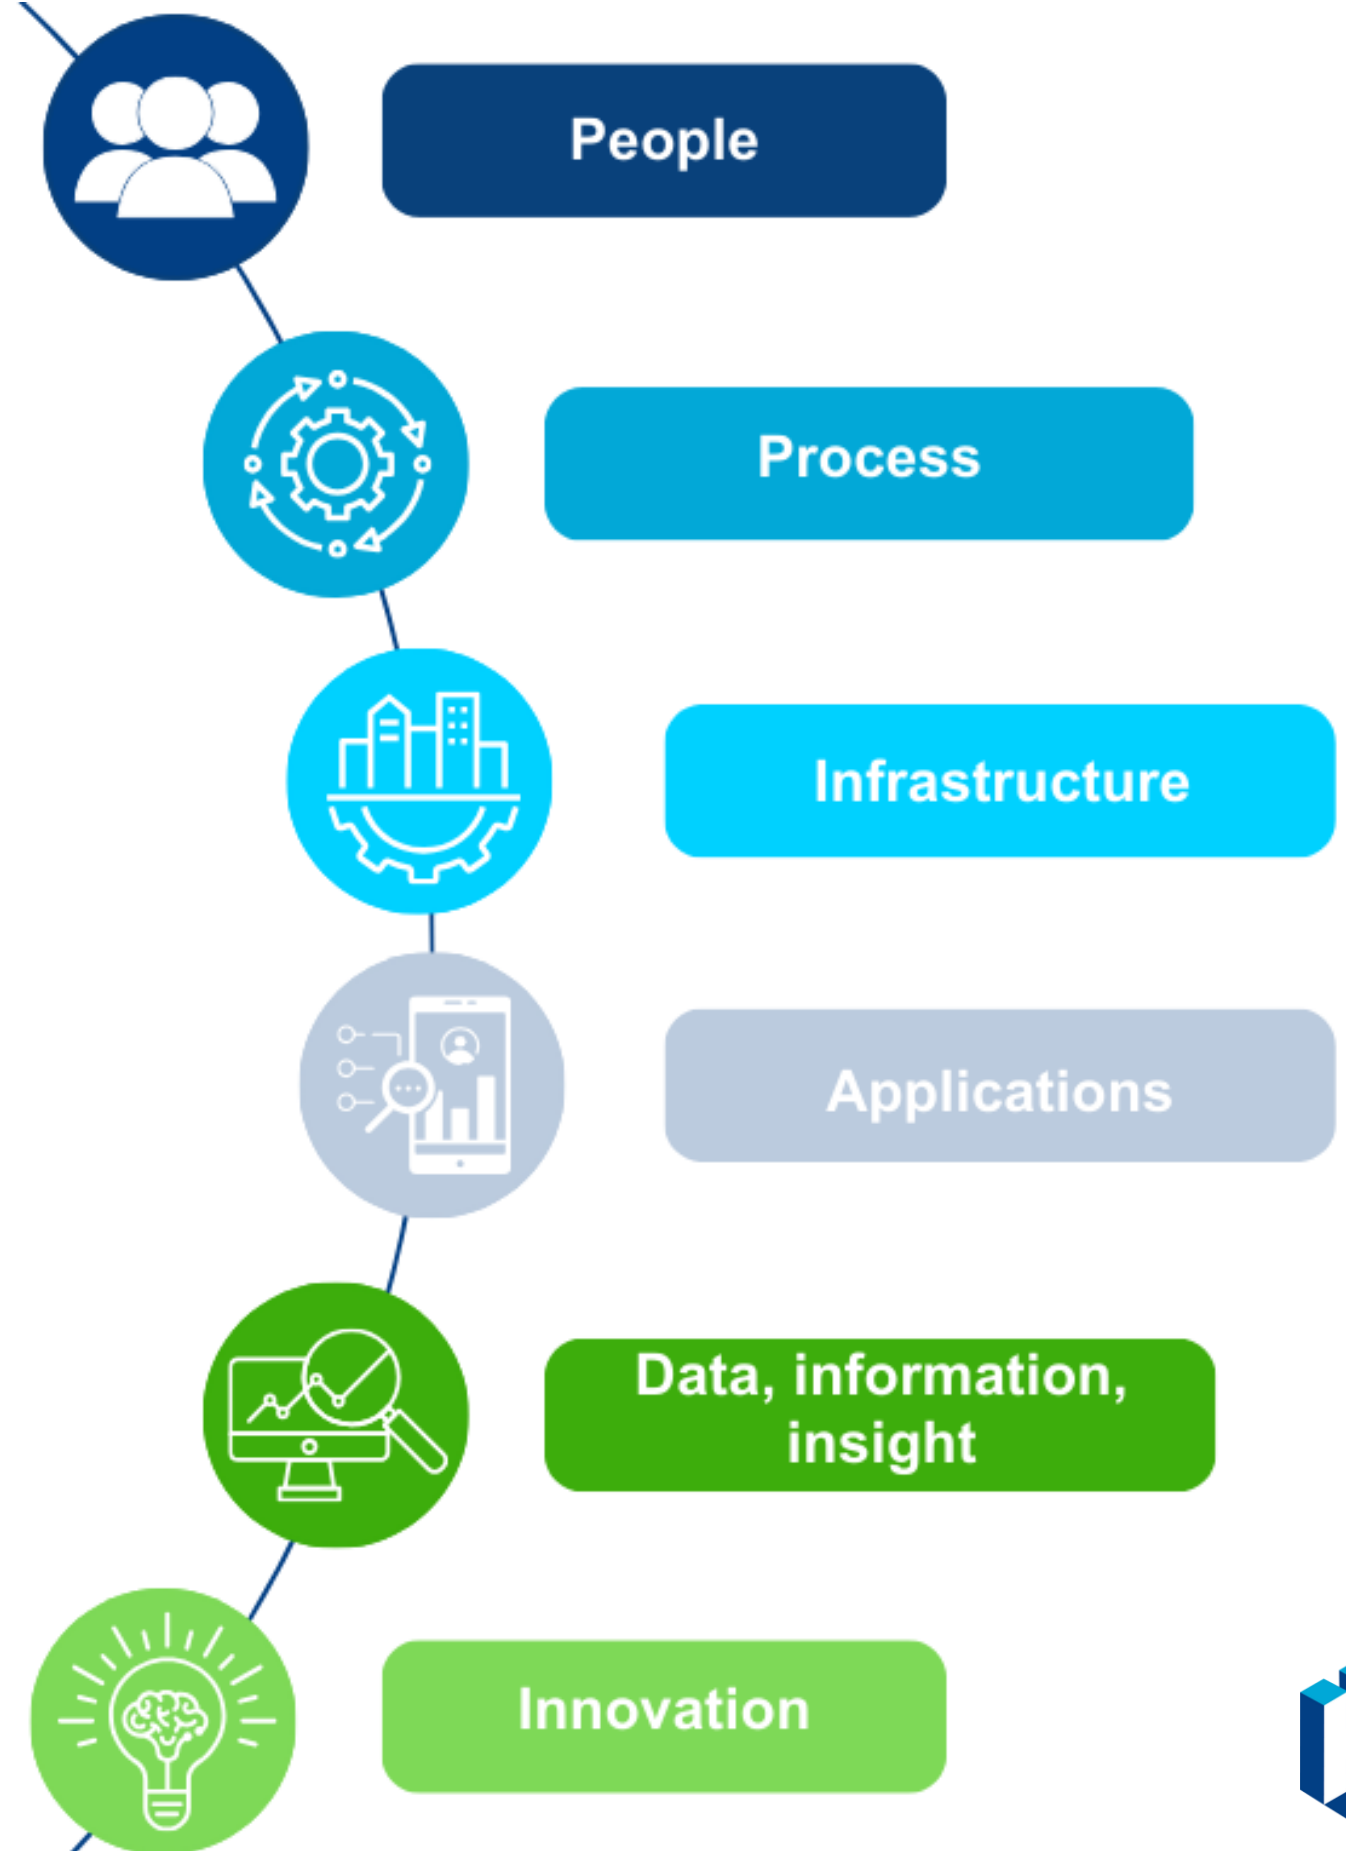 People
Process
Infrastructure
Applications
Data, information,
insight
Innovation